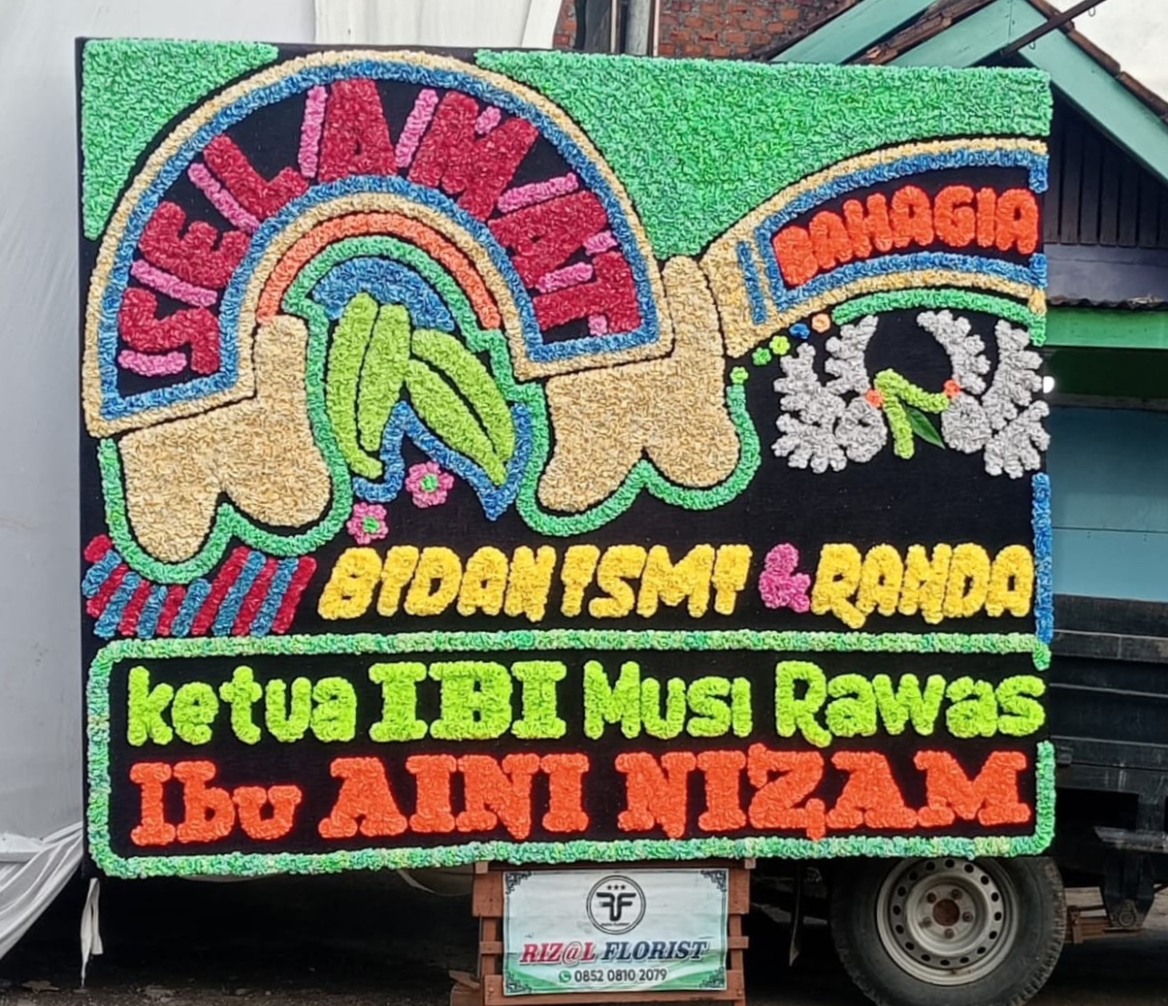 SELAMAT
BAHAGIA
BIDAN ISMI & RANDA
ketua IBI Musi Rawas
Ibu AINI NIZAM
RIZ@L FLORIST
0852 0810 2079